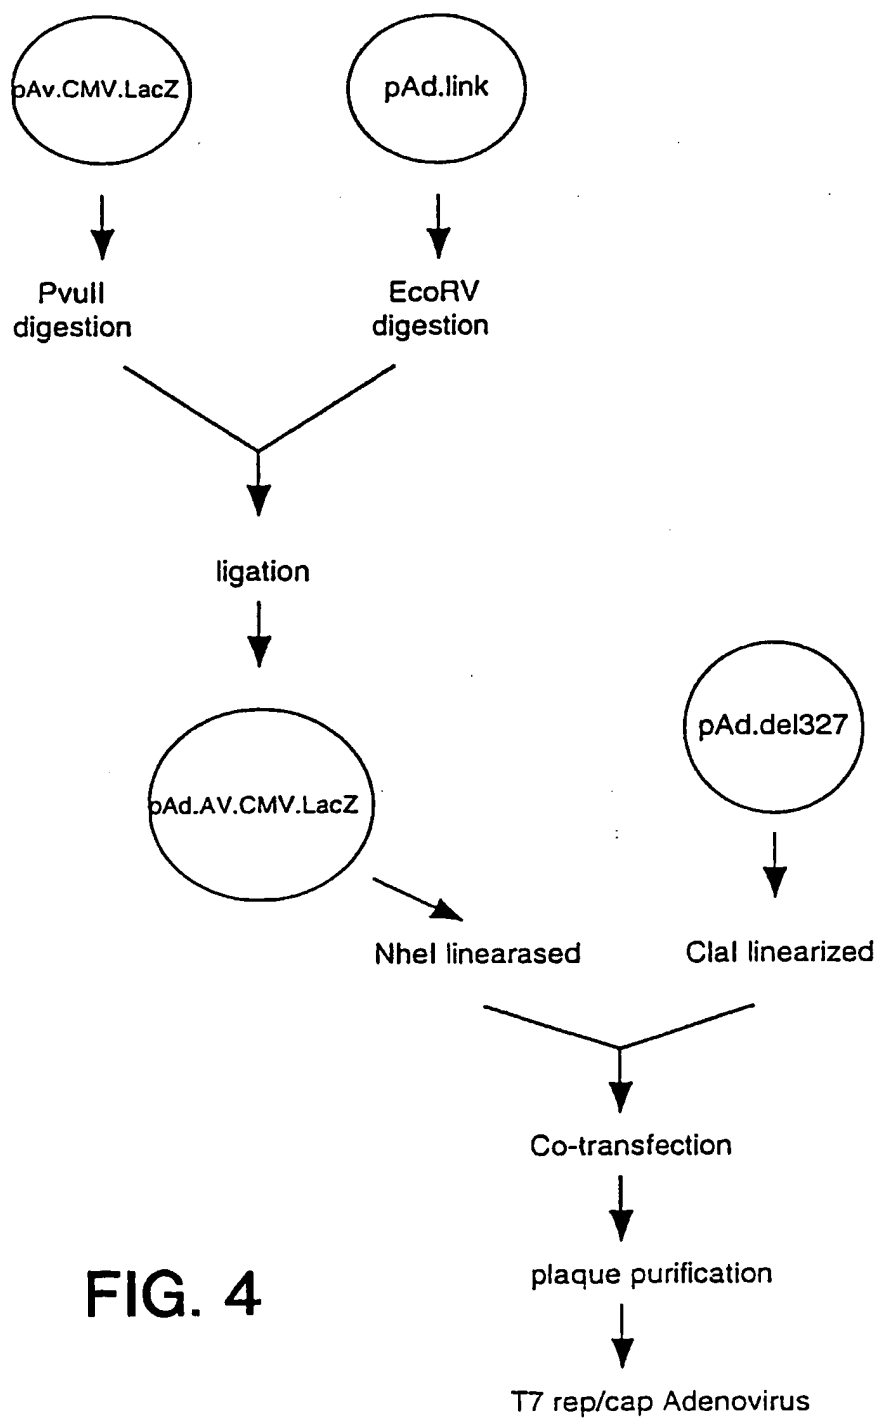 pAv.CMV.LacZ
pAd.link
PvuII
digestion
EcoRV
digestion
ligation
pAd.AV.CMV.LacZ
pAd.del327
NheI linearased
ClaI linearized
Co-transfection
plaque purification
T7 rep/cap Adenovirus
FIG. 4